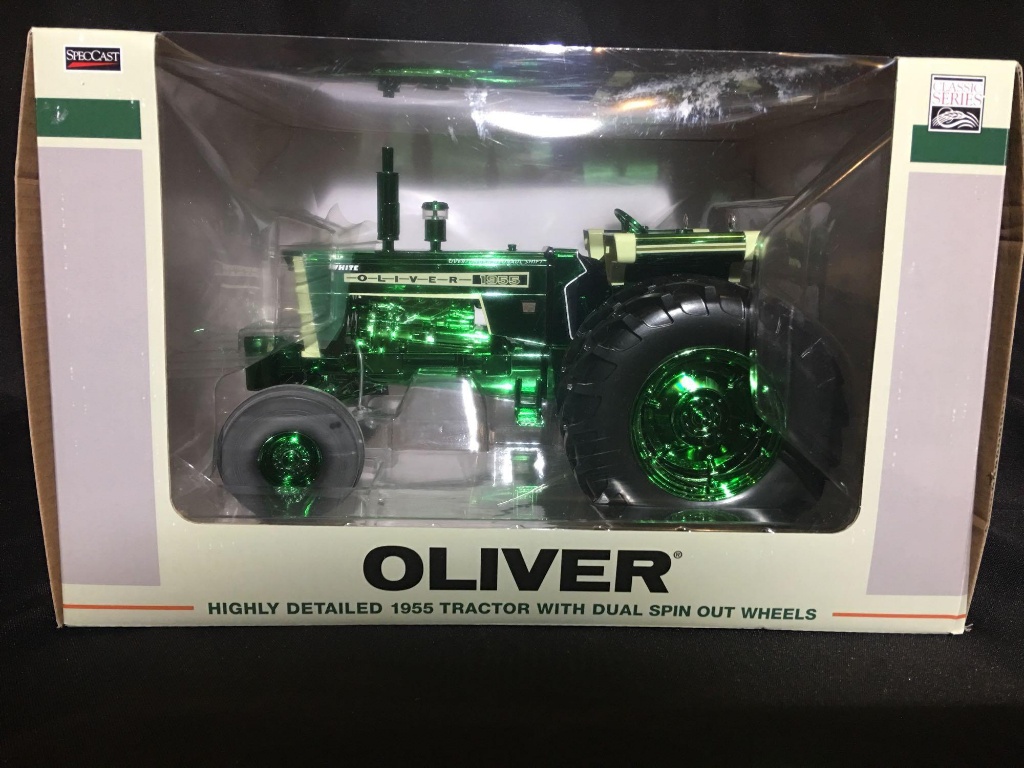 SPECCAST
CLASSIC
SERIES
WHITE
OLIVER 1955
OLIVER®
HIGHLY DETAILED 1955 TRACTOR WITH DUAL SPIN OUT WHEELS